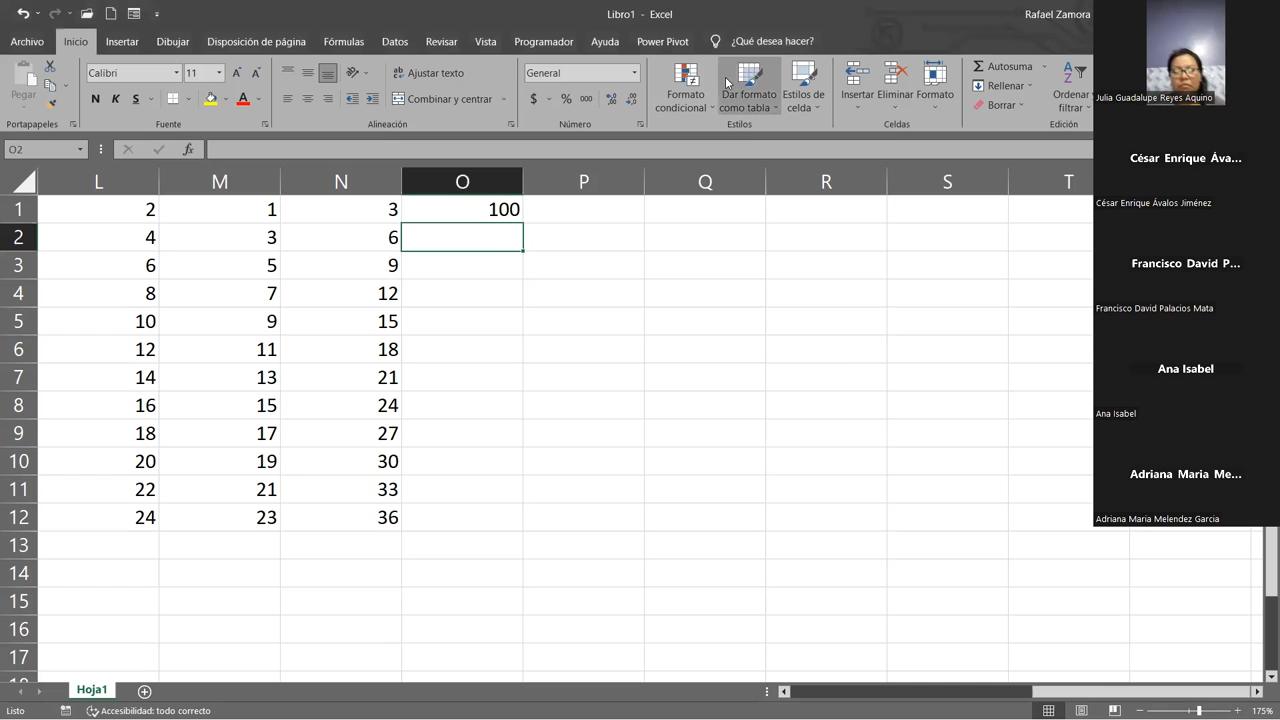 Libro1 - Excel
Rafael Zamora
Archivo Inicio Insertar Dibujar Disposición de página Fórmulas Datos Revisar Vista Programador Ayuda Power Pivot ¿Qué desea hacer?
Pegar
Calibri 11
N K S
Ajustar texto
Combinar y centrar
General
$ % 000
Formato condicional
Dar formato como tabla
Estilos de celda
Insertar Eliminar Formato
Autosuma
Rellenar
Borrar
Ordenar
filtrar
Portapapeles Fuente Alineación Número Estilos Celdas Edición
O2 fx
L M N O P Q R S T
1 2 1 3 100
2 4 3 6
3 6 5 9
4 8 7 12
5 10 9 15
6 12 11 18
7 14 13 21
8 16 15 24
9 18 17 27
10 20 19 30
11 22 21 33
12 24 23 36
13
14
15
16
17
Hoja1
Listo Accesibilidad: todo correcto 175%
Julia Guadalupe Reyes Aquino
César Enrique Áva...
César Enrique Ávalos Jiménez
Francisco David P...
Francisco David Palacios Mata
Ana Isabel
Ana Isabel
Adriana Maria Me...
Adriana Maria Melendez Garcia